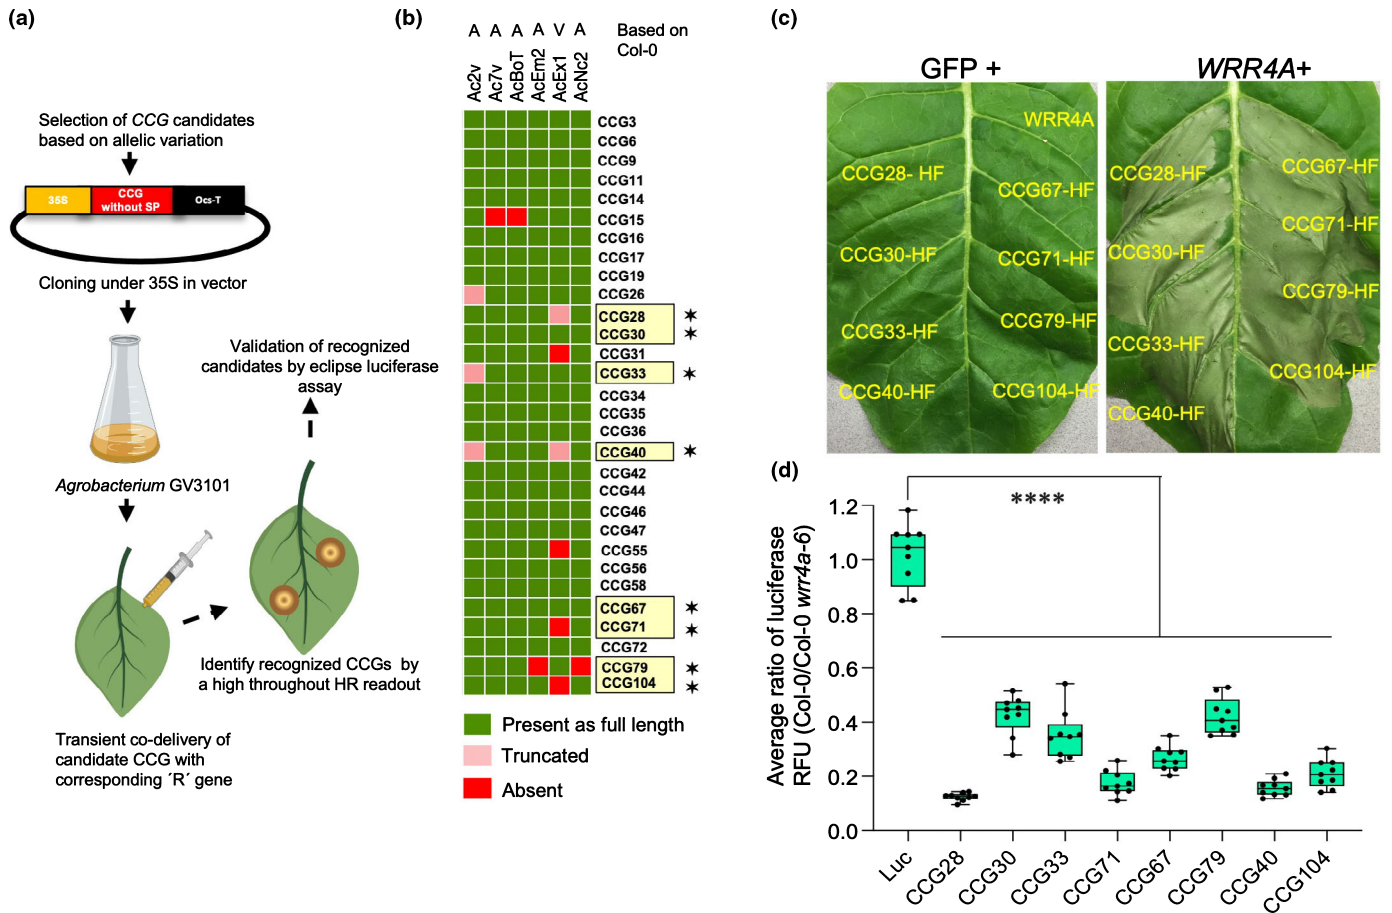 (a)
Selection of CCG candidates
based on allelic variation
35S
CCG
without SP
Ocs-T
Cloning under 35S in vector
Agrobacterium GV3101
Transient co-delivery of
candidate CCG with
corresponding ´R´ gene
Identify recognized CCGs by
a high throughout HR readout
Validation of recognized
candidates by eclipse luciferase
assay
(b)
A A A A V A
Based on
Col-0
Ac2v
Ac7v
AcBoT
AcEm2
AcEx1
AcNc2
CCG3
CCG6
CCG9
CCG11
CCG14
CCG15
CCG16
CCG17
CCG19
CCG26
CCG28
CCG30
CCG31
CCG33
CCG34
CCG35
CCG36
CCG40
CCG42
CCG44
CCG46
CCG47
CCG55
CCG56
CCG58
CCG67
CCG71
CCG72
CCG79
CCG104
Present as full length
Truncated
Absent
(c)
GFP +
WRR4A
CCG28- HF
CCG67-HF
CCG30-HF
CCG71-HF
CCG33-HF
CCG79-HF
CCG40-HF
CCG104-HF
WRR4A+
CCG28-HF
CCG67-HF
CCG30-HF
CCG71-HF
CCG79-HF
CCG33-HF
CCG104-HF
CCG40-HF
(d)
Average ratio of luciferase
RFU (Col-0/Col-0 wrr4a-6)
****
1.2
1.0
0.8
0.6
0.4
0.2
0.0
Luc
CCG28
CCG30
CCG33
CCG71
CCG67
CCG79
CCG40
CCG104